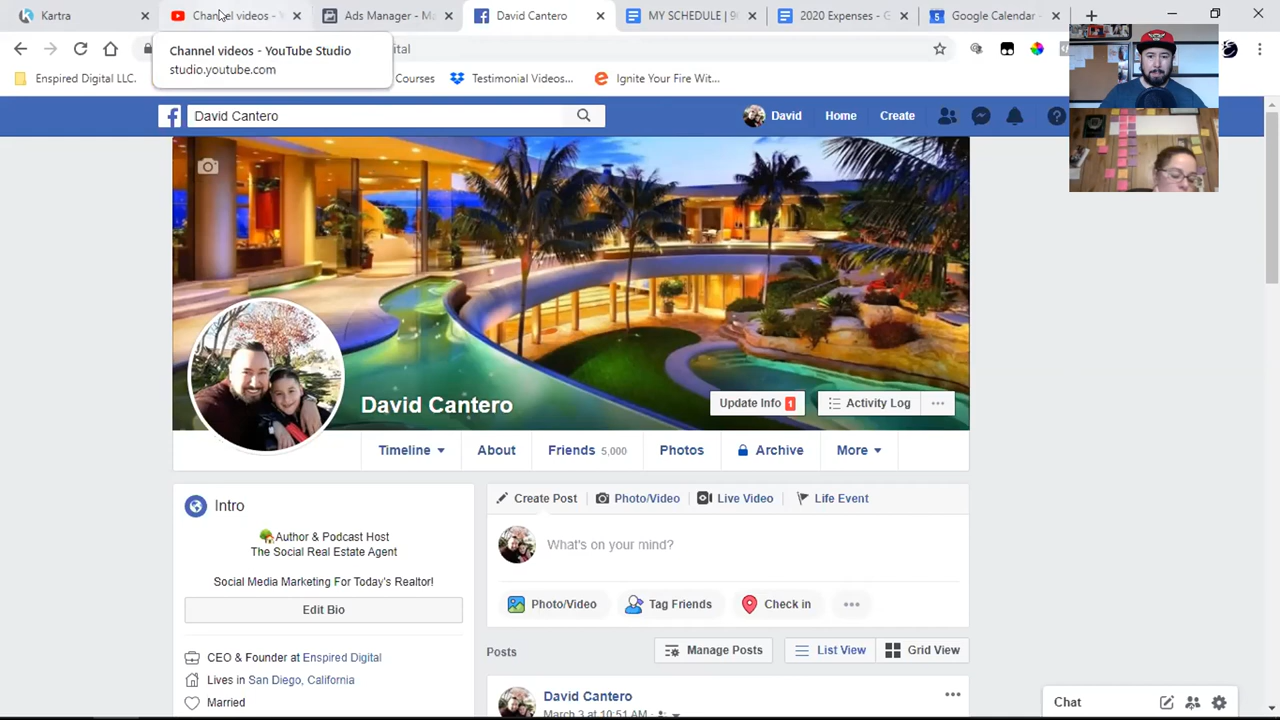 Kartra
Channel videos -
Ads Manager - Ma
David Cantero
MY SCHEDULE | 90
2020 Expenses - G
Google Calendar -
Channel videos - YouTube Studio
studio.youtube.com
ital
Enspired Digital LLC.
Courses
Testimonial Videos...
Ignite Your Fire Wit...
David Cantero
David
Home
Create
David Cantero
Update Info 1
Activity Log
Timeline
About
Friends 5,000
Photos
Archive
More
Intro
Author & Podcast Host
The Social Real Estate Agent
Social Media Marketing For Today's Realtor!
Edit Bio
CEO & Founder at Enspired Digital
Lives in San Diego, California
Married
Create Post
Photo/Video
Live Video
Life Event
What's on your mind?
Photo/Video
Tag Friends
Check in
Posts
Manage Posts
List View
Grid View
David Cantero
March 3 at 10:51 AM
Chat